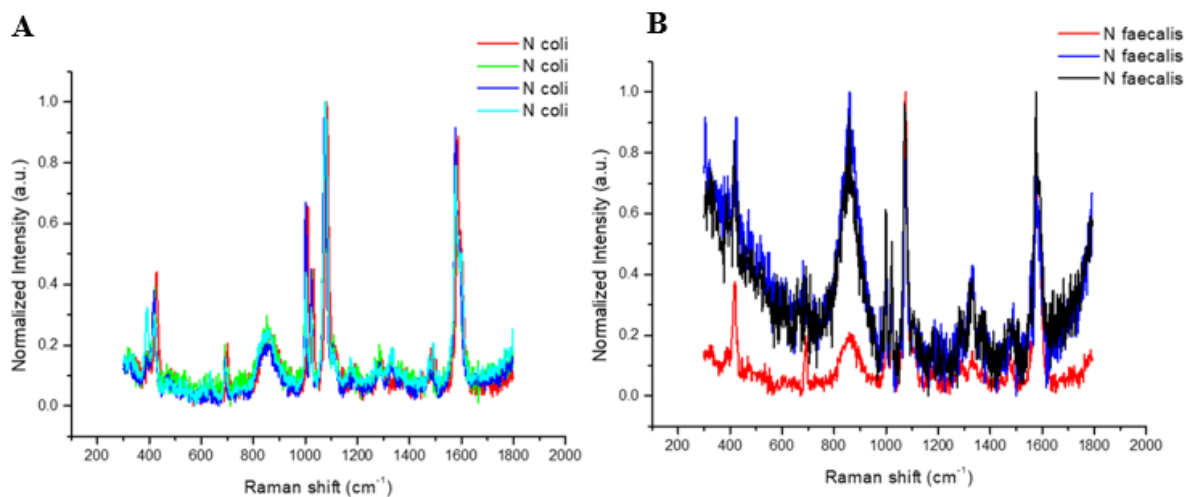 A
N coli
N coli
N coli
N coli
Normalized Intensity (a.u.)
1.0
0.8
0.6
0.4
0.2
0.0
200 400 600 800 1000 1200 1400 1600 1800 2000
Raman shift (cm⁻¹)
B
N faecalis
N faecalis
N faecalis
Normalized Intensity (a.u.)
1.0
0.8
0.6
0.4
0.2
0.0
200 400 600 800 1000 1200 1400 1600 1800 2000
Raman shift (cm⁻¹)